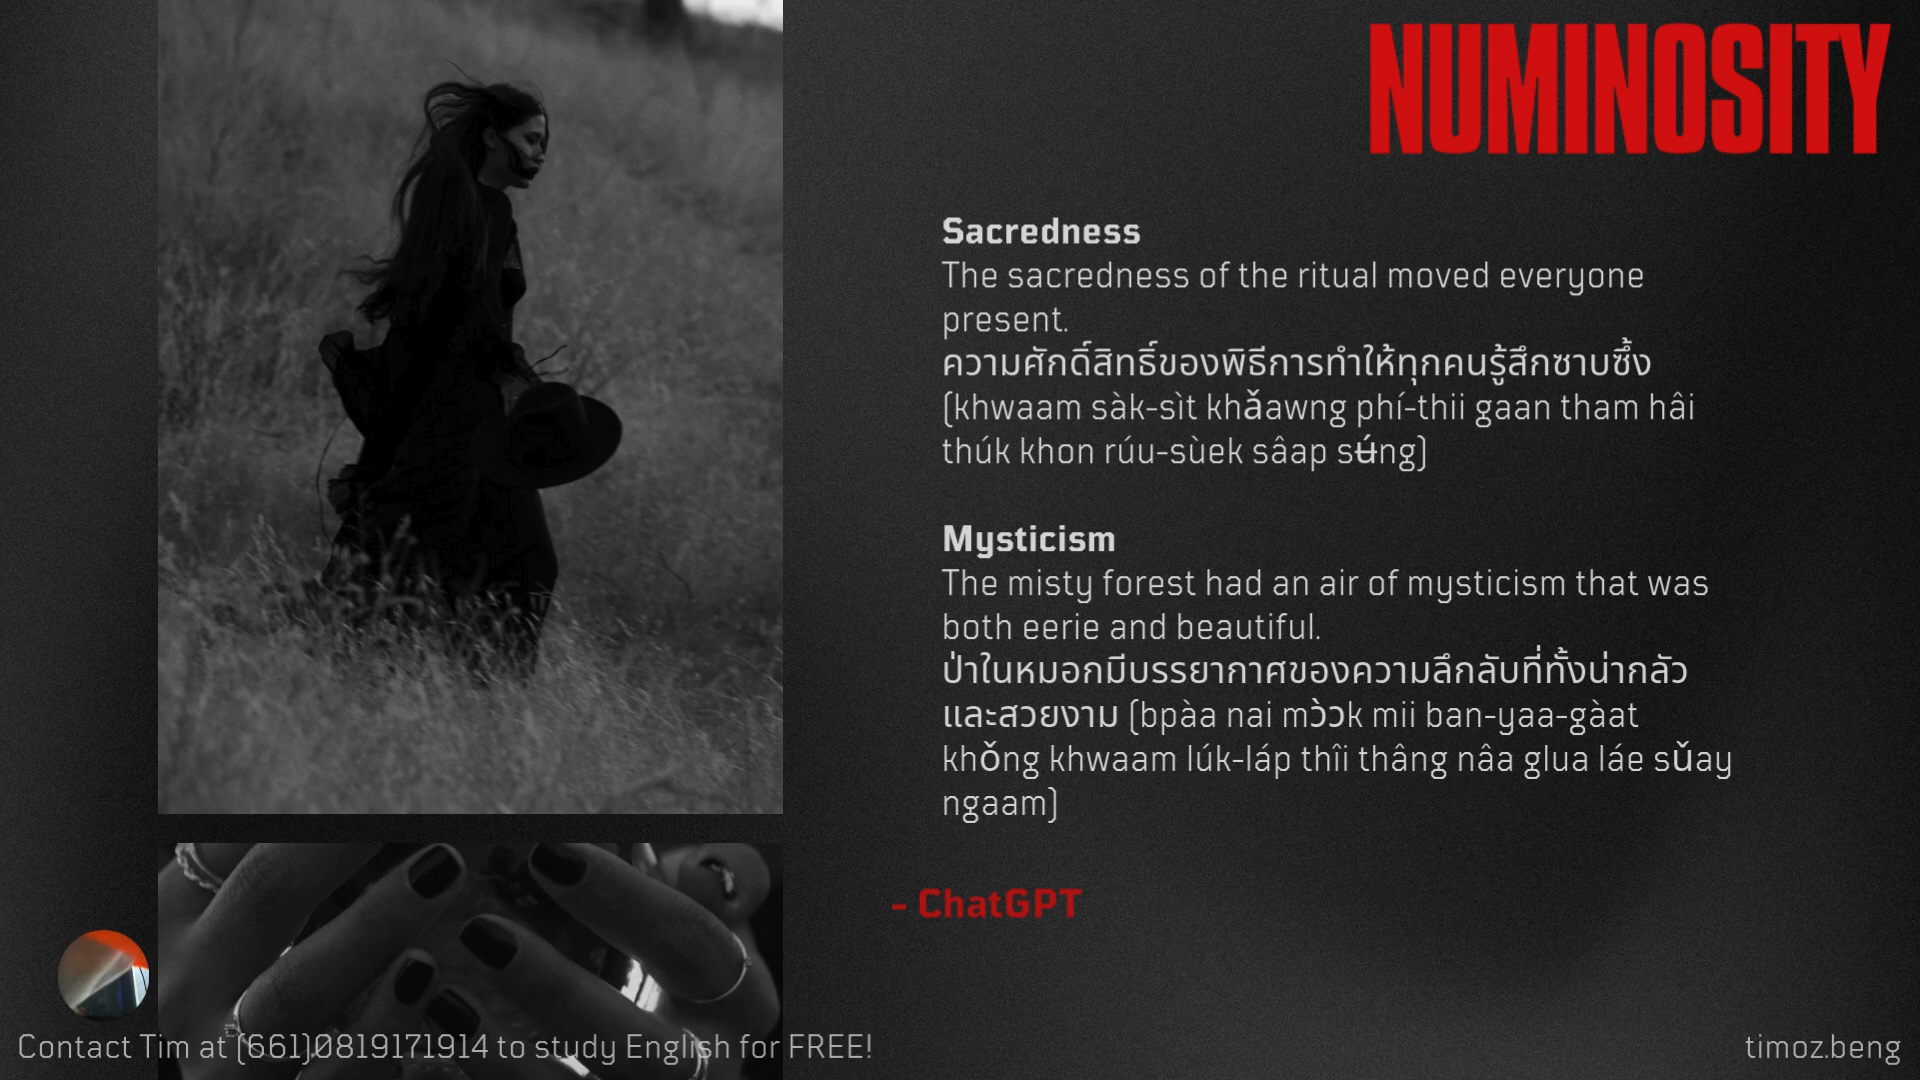 NUMINOSITY
Sacredness
The sacredness of the ritual moved everyone
present.
ความศักดิ์สิทธิ์ของพิธีการทำให้ทุกคนรู้สึกซาบซึ้ง
(khwaam sàk-sìt khǎawng phí-thii gaan tham hâi
thúk khon rúu-sùek sâap sʉ́ng)
Mysticism
The misty forest had an air of mysticism that was
both eerie and beautiful.
ป่าในหมอกมีบรรยากาศของความลึกลับที่ทั้งน่ากลัว
และสวยงาม (bpàa nai mɔ̀ɔk mii ban-yaa-gàat
khǒng khwaam lúk-láp thîi thâng nâa glua láe sǔay
ngaam)
- ChatGPT
Contact Tim at (661)0819171914 to study English for FREE!
timoz.beng